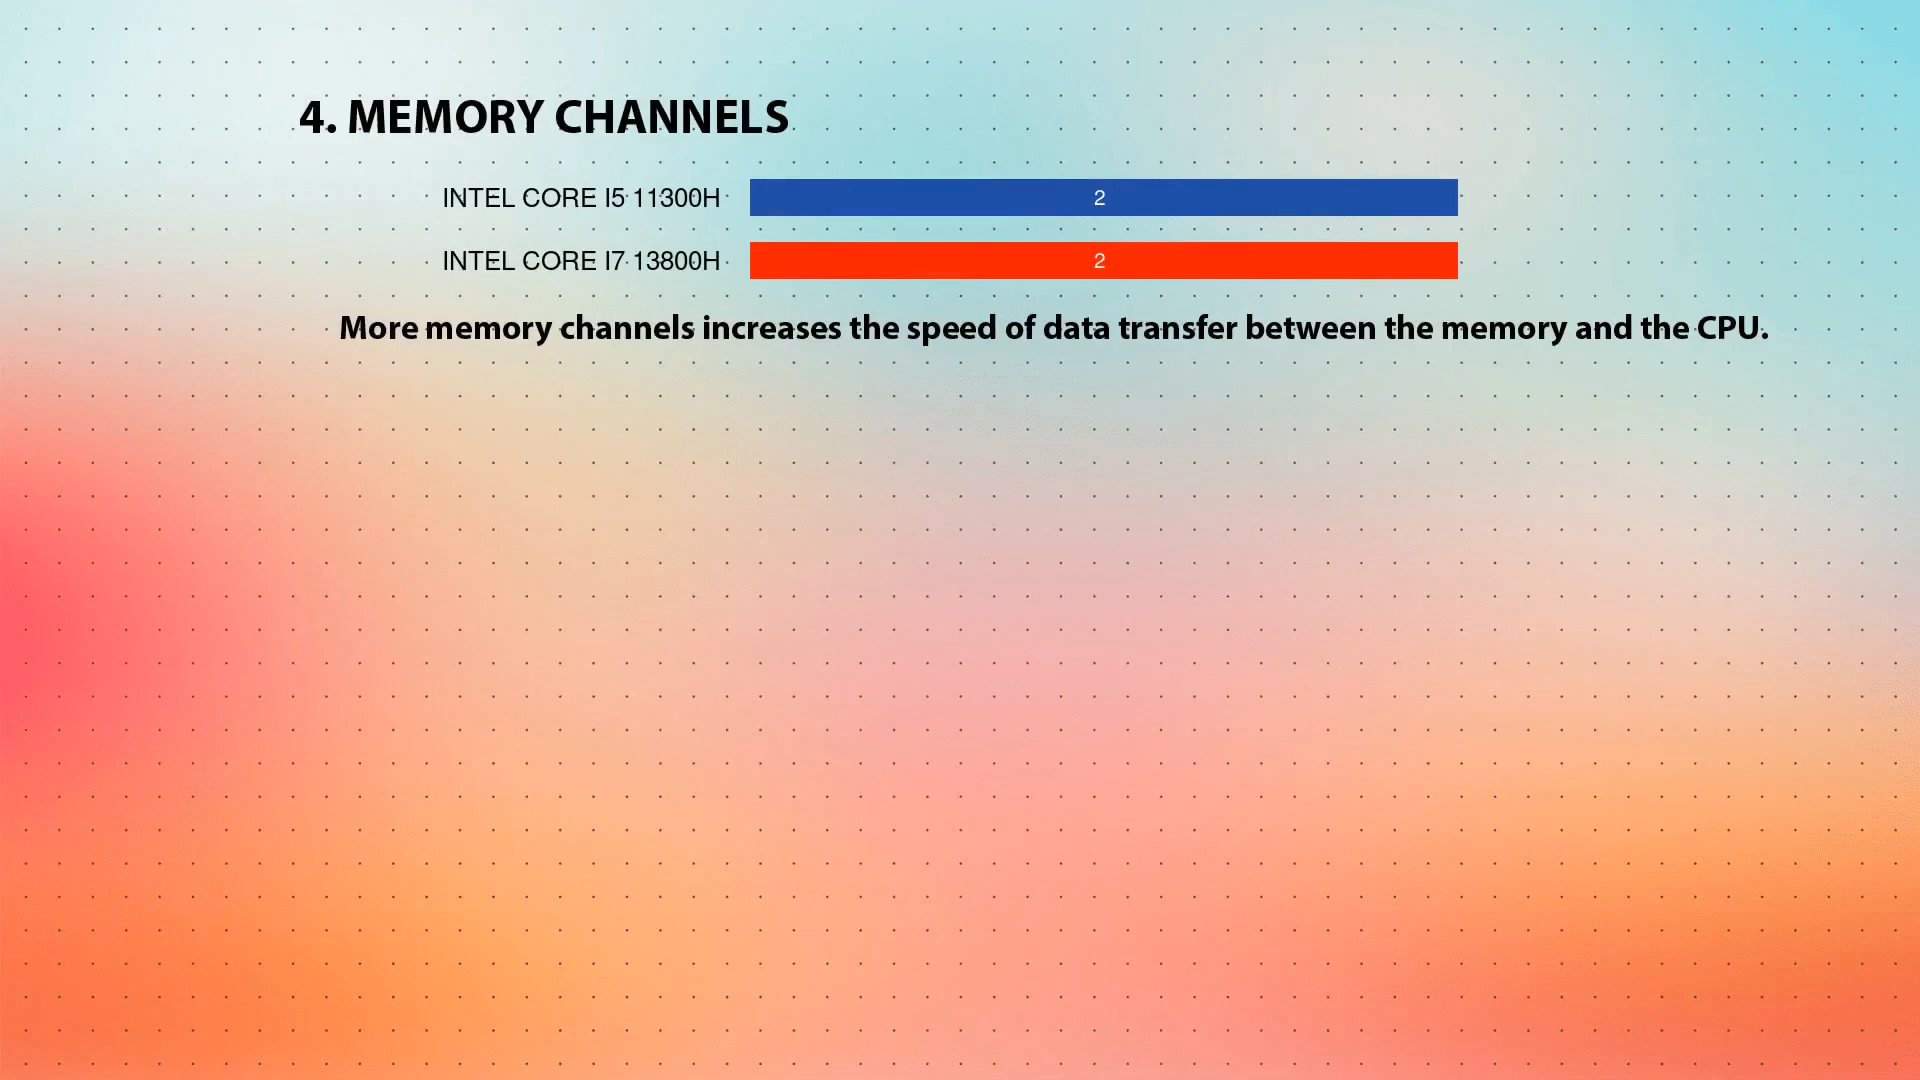 4. MEMORY CHANNELS
INTEL CORE I5 11300H 2
INTEL CORE I7 13800H 2
More memory channels increases the speed of data transfer between the memory and the CPU.